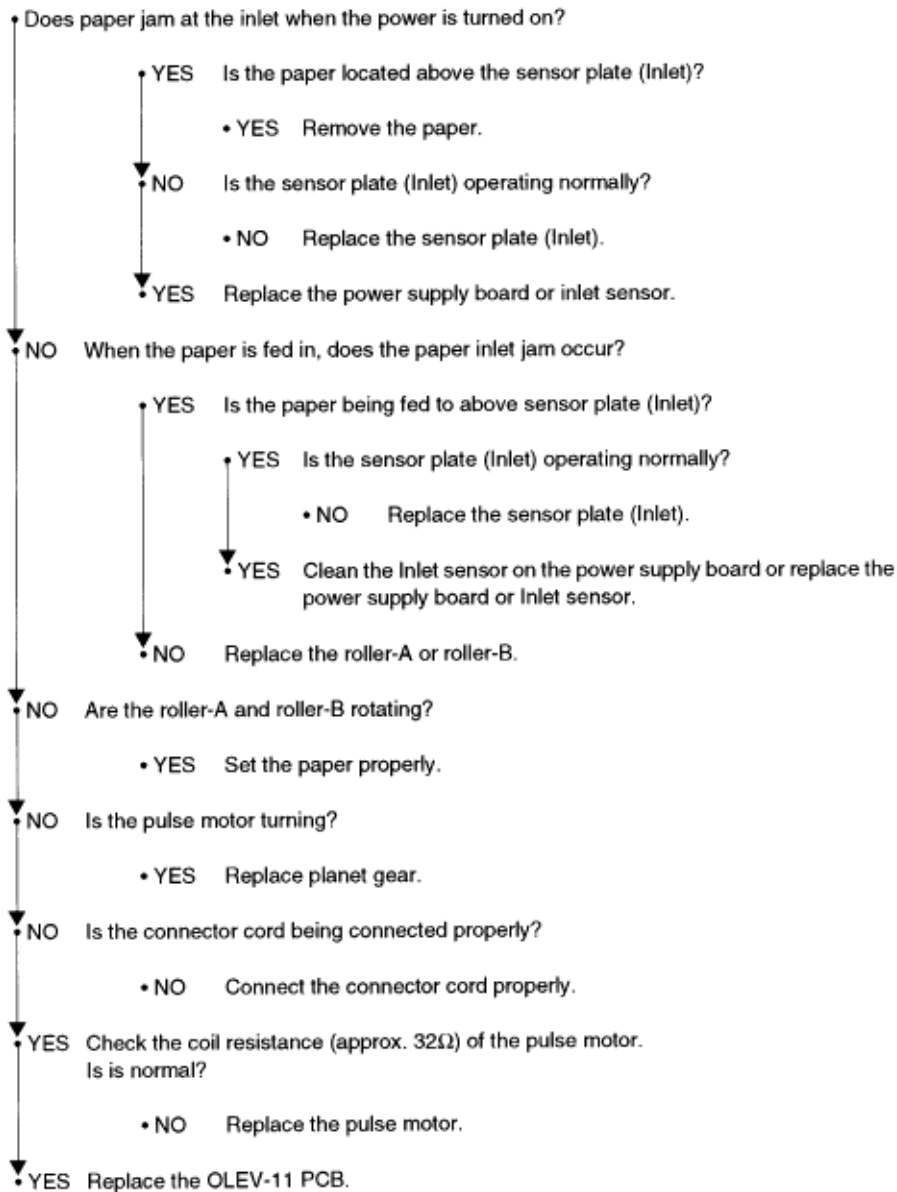 • Does paper jam at the inlet when the power is turned on?
• YES Is the paper located above the sensor plate (Inlet)?
• YES Remove the paper.
• NO Is the sensor plate (Inlet) operating normally?
• NO Replace the sensor plate (Inlet).
• YES Replace the power supply board or inlet sensor.
• NO When the paper is fed in, does the paper inlet jam occur?
• YES Is the paper being fed to above sensor plate (Inlet)?
• YES Is the sensor plate (Inlet) operating normally?
• NO Replace the sensor plate (Inlet).
• YES Clean the Inlet sensor on the power supply board or replace the
power supply board or Inlet sensor.
• NO Replace the roller-A or roller-B.
• NO Are the roller-A and roller-B rotating?
• YES Set the paper properly.
• NO Is the pulse motor turning?
• YES Replace planet gear.
• NO Is the connector cord being connected properly?
• NO Connect the connector cord properly.
• YES Check the coil resistance (approx. 32Ω) of the pulse motor.
Is is normal?
• NO Replace the pulse motor.
• YES Replace the OLEV-11 PCB.